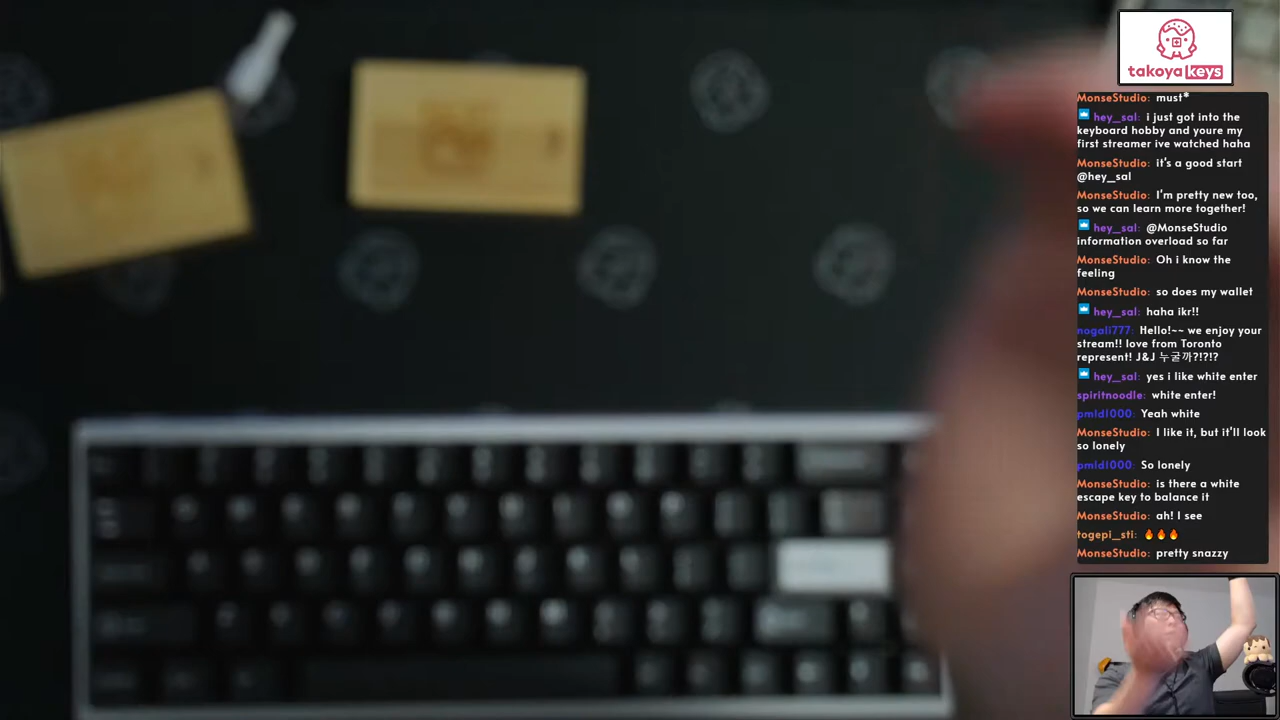 takoya keys
MonseStudio: must*
hey_sal: i just got into the
keyboard hobby and youre my
first streamer ive watched haha
MonseStudio: it's a good start
@hey_sal
MonseStudio: I'm pretty new too,
so we can learn more together!
hey_sal: @MonseStudio
information overload so far
MonseStudio: Oh i know the
feeling
MonseStudio: so does my wallet
hey_sal: haha ikr!!
nogali777: Hello!~~ we enjoy your
stream!! love from Toronto
represent! J&J 누굴까?!?!?
hey_sal: yes i like white enter
spiritnoodle: white enter!
pmld1000: Yeah white
MonseStudio: I like it, but it'll look
so lonely
pmld1000: So lonely
MonseStudio: is there a white
escape key to balance it
MonseStudio: ah! I see
togepi_sti: 🔥🔥🔥
MonseStudio: pretty snazzy